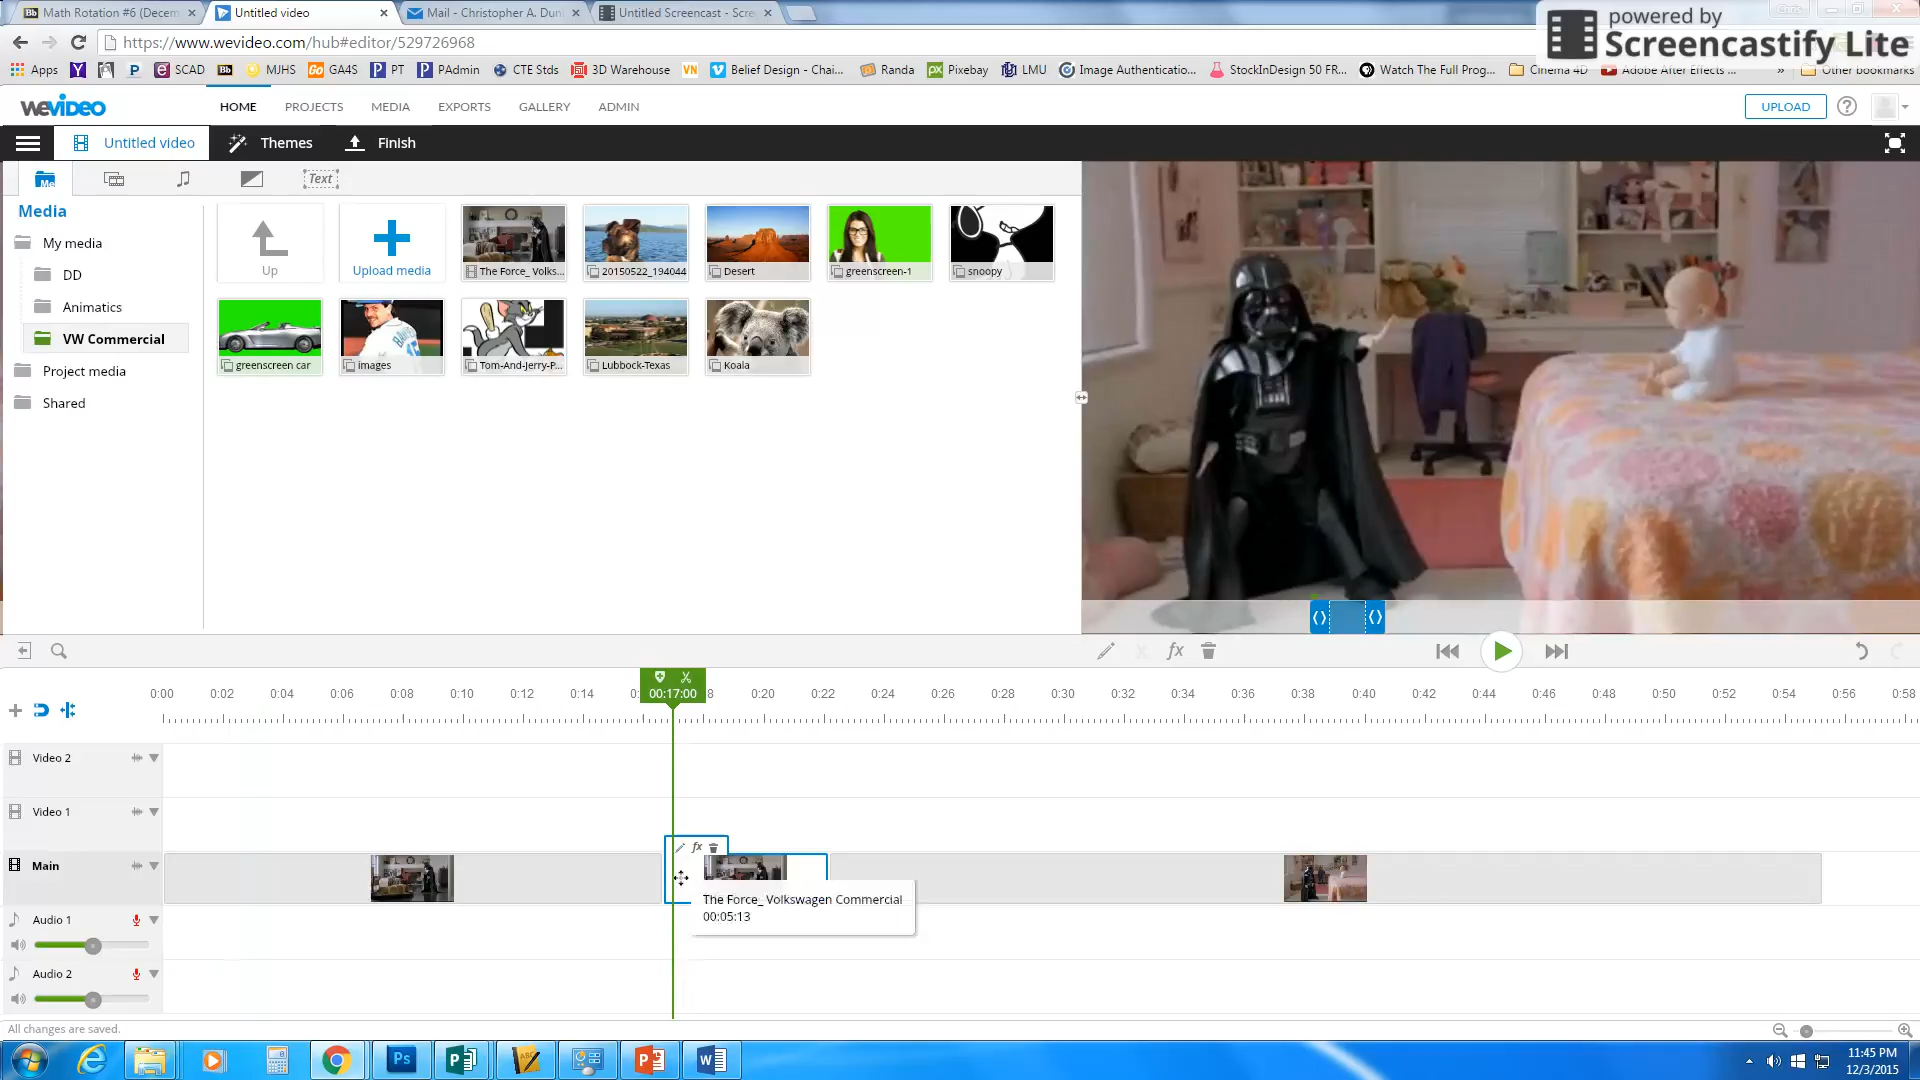 Math Rotation #6 (Decem
Untitled video
Mail - Christopher A. Dun
Untitled Screencast - Scre
powered by
Screencastify Lite
https://www.wevideo.com/hub#editor/529726968
Apps
SCAD
Bb
MJHS
GA4S
PT
PAdmin
CTE Stds
3D Warehouse
VN
Belief Design - Chai...
Randa
Pixebay
LMU
Image Authenticatio...
StockInDesign 50 FR...
Watch The Full Prog...
Cinema 4D
Adobe After Effects ...
»
Other bookmarks
wevideo
HOME
PROJECTS
MEDIA
EXPORTS
GALLERY
ADMIN
UPLOAD
?
Untitled video
Themes
Finish
Me
Text
Media
My media
DD
Animatics
VW Commercial
Project media
Shared
Up
Upload media
The Force_ Volks...
20150522_194044
Desert
greenscreen-1
snoopy
greenscreen car
images
Tom-And-Jerry-P...
Lubbock-Texas
Koala
fx
0:00 0:02 0:04 0:06 0:08 0:10 0:12 0:14 0: 00:17:00 8 0:20 0:22 0:24 0:26 0:28 0:30 0:32 0:34 0:36 0:38 0:40 0:42 0:44 0:46 0:48 0:50 0:52 0:54 0:56 0:58
Video 2
Video 1
Main
fx
The Force_ Volkswagen Commercial
00:05:13
Audio 1
Audio 2
All changes are saved.
Ps
P
ABC
P
W
11:45 PM
12/3/2015